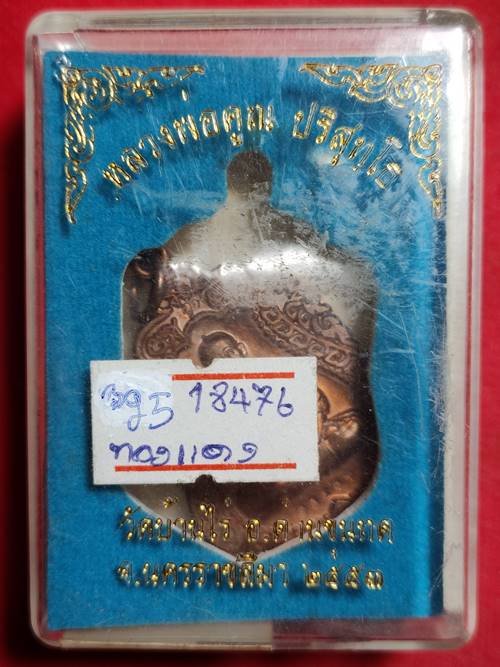 หลวงพ่อคูณ ปริสุทโธ
5 18476
ทองแดง
วัดบ้านไร่ อ.ด่านขุนทด
จ.นครราชสีมา ๒๕๕๓